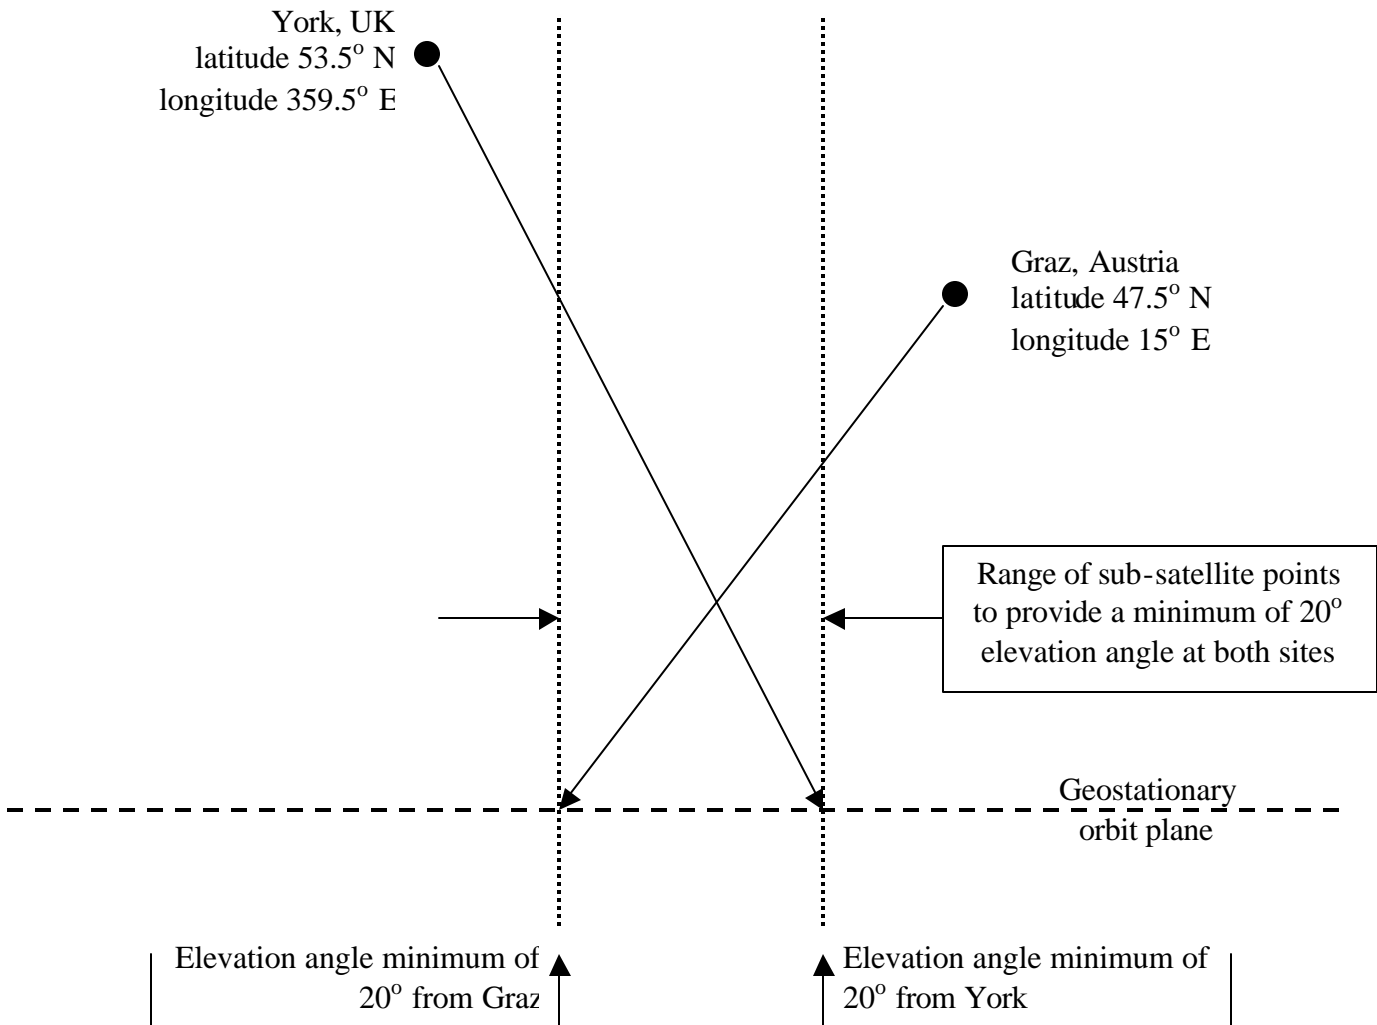 York, UK
latitude 53.5° N
longitude 359.5° E
Graz, Austria
latitude 47.5° N
longitude 15° E
Range of sub-satellite points
to provide a minimum of 20°
elevation angle at both sites
Geostationary
orbit plane
Elevation angle minimum of
20° from Graz
Elevation angle minimum of
20° from York